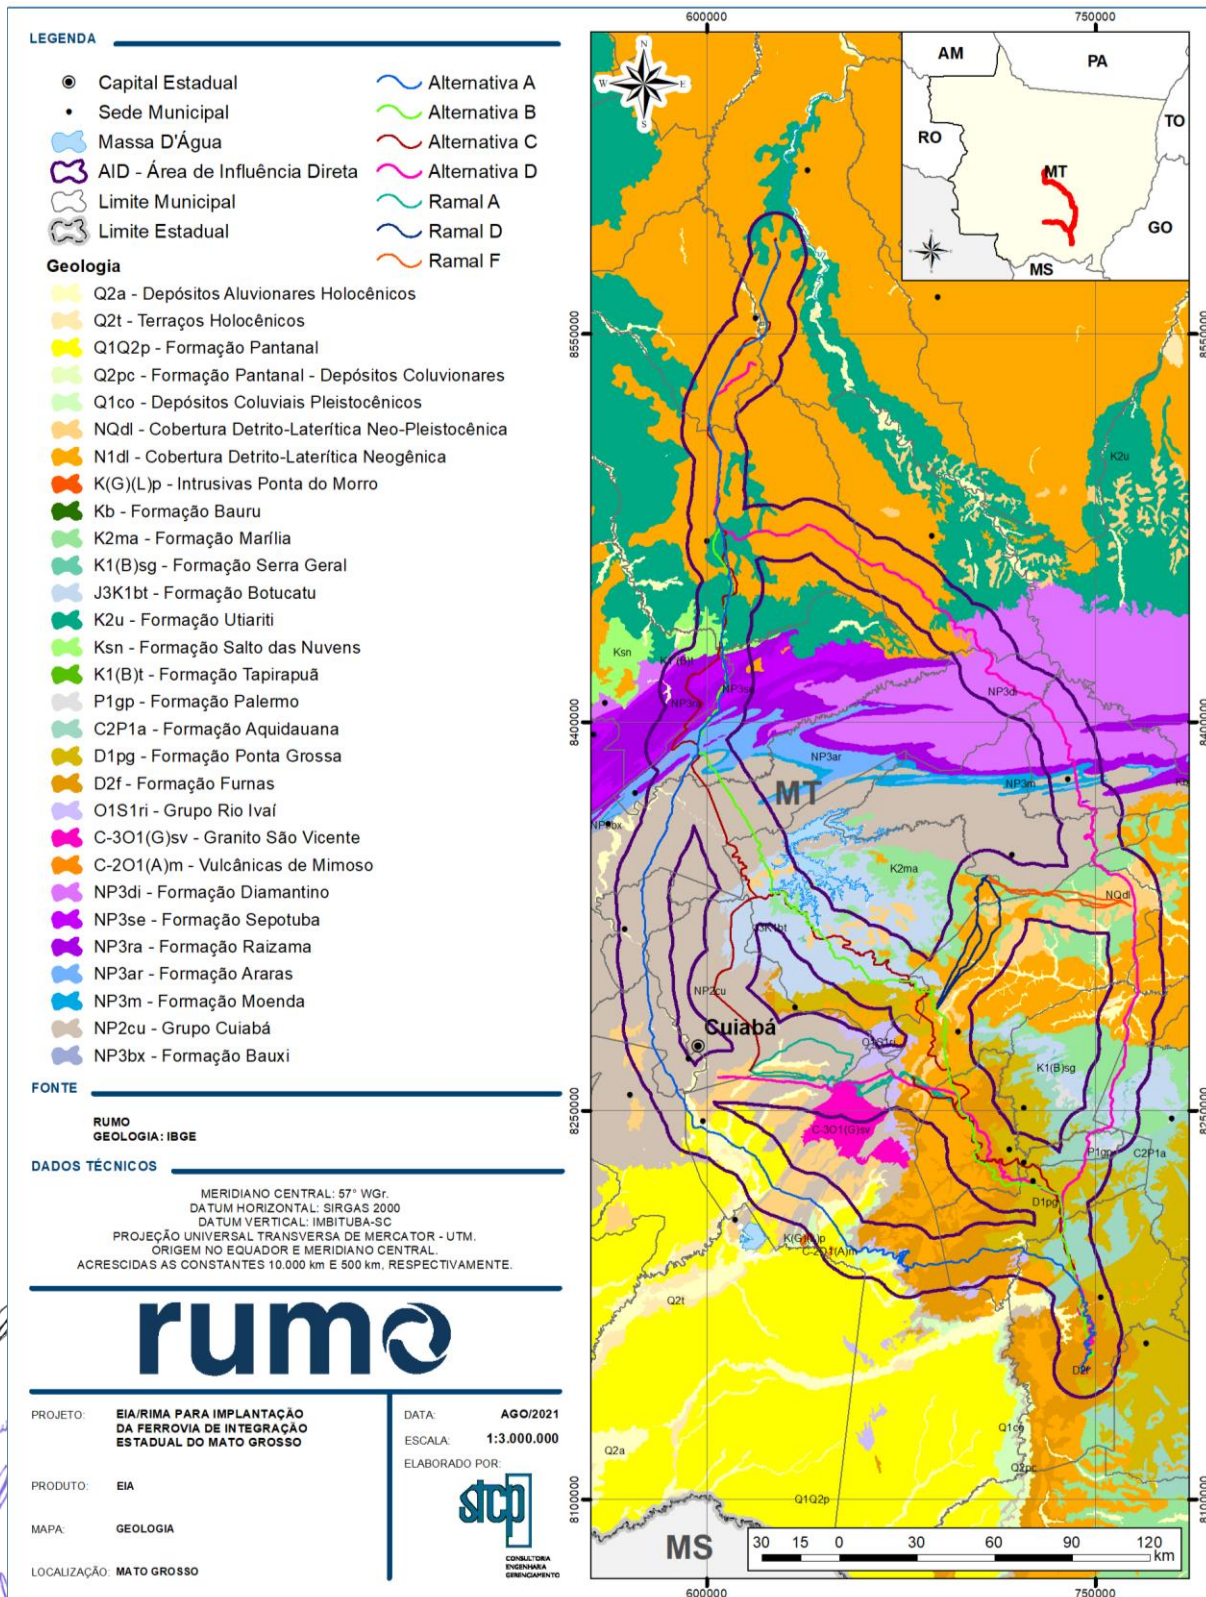 LEGENDA
Capital Estadual
Sede Municipal
Massa D'Água
AID - Área de Influência Direta
Limite Municipal
Limite Estadual
Alternativa A
Alternativa B
Alternativa C
Alternativa D
Ramal A
Ramal D
Ramal F
Geologia
Q2a - Depósitos Aluvionares Holocênicos
Q2t - Terraços Holocênicos
Q1Q2p - Formação Pantanal
Q2pc - Formação Pantanal - Depósitos Coluvionares
Q1co - Depósitos Coluviais Pleistocênicos
NQdl - Cobertura Detrito-Laterítica Neo-Pleistocênica
N1dl - Cobertura Detrito-Laterítica Neogênica
K(G)(L)p - Intrusivas Ponta do Morro
Kb - Formação Bauru
K2ma - Formação Marília
K1(B)sg - Formação Serra Geral
J3K1bt - Formação Botucatu
K2u - Formação Utiariti
Ksn - Formação Salto das Nuvens
K1(B)t - Formação Tapirapuã
P1gp - Formação Palermo
C2P1a - Formação Aquidauana
D1pg - Formação Ponta Grossa
D2f - Formação Furnas
O1S1ri - Grupo Rio Ivaí
C-3O1(G)sv - Granito São Vicente
C-2O1(A)m - Vulcânicas de Mimoso
NP3di - Formação Diamantino
NP3se - Formação Sepotuba
NP3ra - Formação Raizama
NP3ar - Formação Araras
NP3m - Formação Moenda
NP2cu - Grupo Cuiabá
NP3bx - Formação Bauxi
FONTE
RUMO
GEOLOGIA: IBGE
DADOS TÉCNICOS
MERIDIANO CENTRAL: 57° WGr.
DATUM HORIZONTAL: SIRGAS 2000
DATUM VERTICAL: IMBITUBA-SC
PROJEÇÃO UNIVERSAL TRANSVERSA DE MERCATOR - UTM.
ORIGEM NO EQUADOR E MERIDIANO CENTRAL.
ACRESCIDAS AS CONSTANTES 10.000 km E 500 km, RESPECTIVAMENTE.
rumo
PROJETO: EIA/RIMA PARA IMPLANTAÇÃO
DA FERROVIA DE INTEGRAÇÃO
ESTADUAL DO MATO GROSSO
PRODUTO: EIA
MAPA: GEOLOGIA
LOCALIZAÇÃO: MATO GROSSO
DATA: AGO/2021
ESCALA: 1:3.000.000
ELABORADO POR:
stcp
CONSULTORIA
ENGENHARIA
GERENCIAMENTO
600000 750000
N
W E
S
AM
PA
RO
TO
MT
GO
MS
8550000 8550000
K2u
Ksn
K1(B)t
NP3se
NP3di
8400000 8400000
NP3ar
NP3m
MT
K2ma
NQdl
J3K1bt
NP2cu
Cuiabá
O1S1ri
K1(B)sg
8250000 8250000
C-3O1(G)sv
P1gp
C2P1a
D1pg
K(G)(L)p
C-2O1(A)m
Q2t
D2f
Q1co
Q2a
Q2pc
8100000 8100000
Q1Q2p
MS
30 15 0 30 60 90 120
km
600000 750000